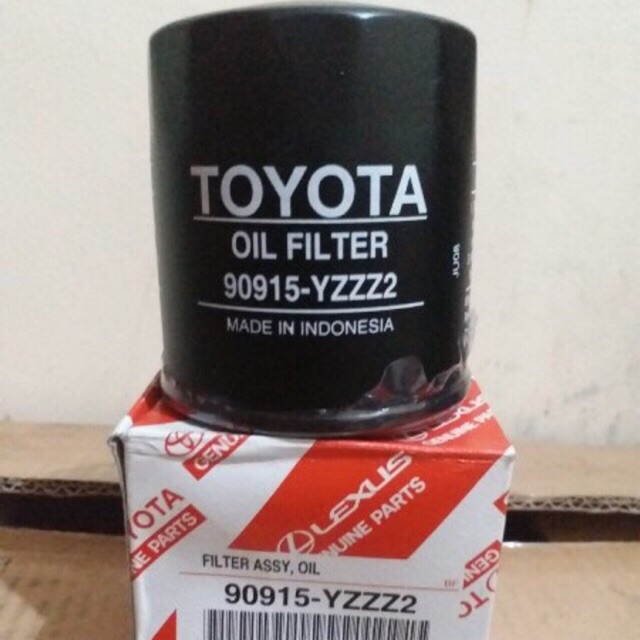 TOYOTA
OIL FILTER
90915-YZZZ2
MADE IN INDONESIA
JU08
GENUINE
TOYOTA
PARTS
LEXUS
GENUINE PARTS
FILTER ASSY, OIL
90915-YZZZ2